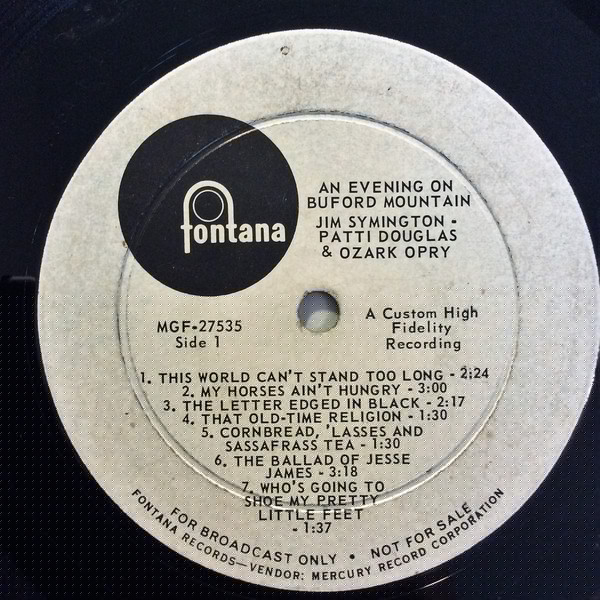 fontana
AN EVENING ON
BUFORD MOUNTAIN
JIM SYMINGTON -
PATTI DOUGLAS
& OZARK OPRY
MGF-27535
Side 1
A Custom High
Fidelity
Recording
1. THIS WORLD CAN'T STAND TOO LONG - 2:24
2. MY HORSES AIN'T HUNGRY - 3:00
3. THE LETTER EDGED IN BLACK - 2:17
4. THAT OLD-TIME RELIGION - 1:30
5. CORNBREAD, 'LASSES AND
SASSAFRASS TEA - 1:30
6. THE BALLAD OF JESSE
JAMES - 3:18
7. WHO'S GOING TO
SHOE MY PRETTY
LITTLE FEET
- 1:37
FOR BROADCAST ONLY • NOT FOR SALE
FONTANA RECORDS—VENDOR: MERCURY RECORD CORPORATION